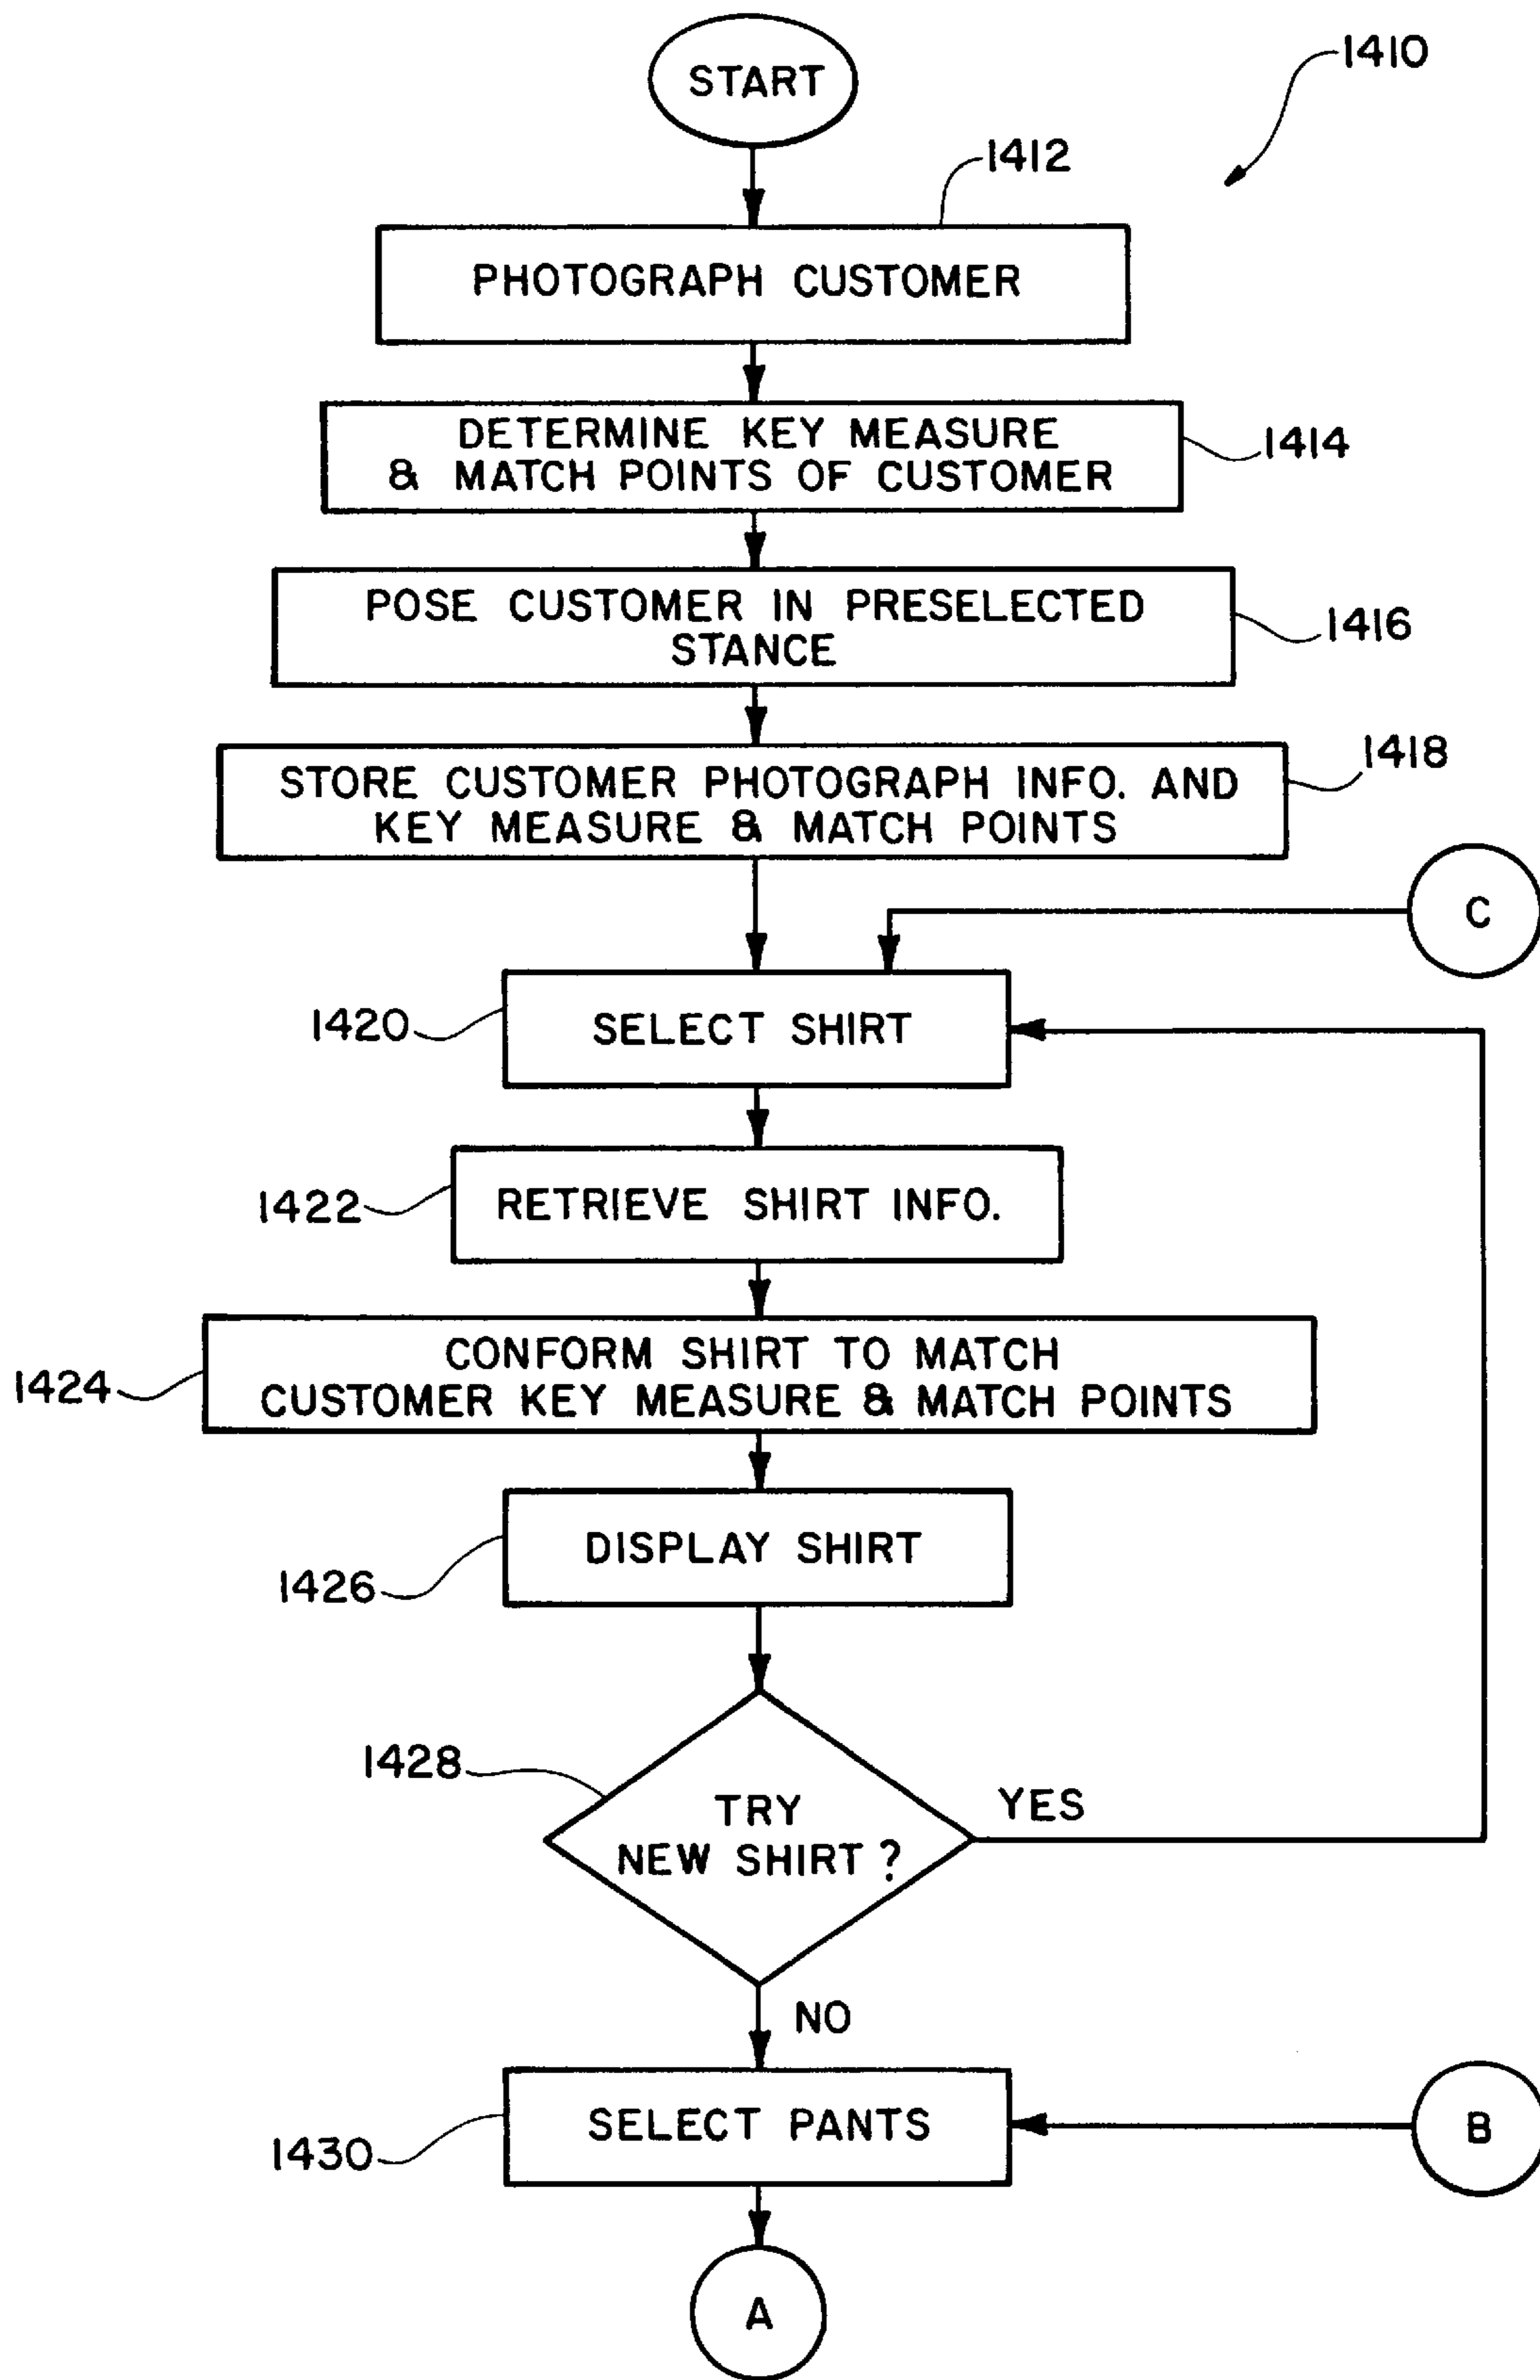 START
1410
1412
PHOTOGRAPH CUSTOMER
DETERMINE KEY MEASURE
& MATCH POINTS OF CUSTOMER
1414
POSE CUSTOMER IN PRESELECTED
STANCE
1416
STORE CUSTOMER PHOTOGRAPH INFO. AND
KEY MEASURE & MATCH POINTS
1418
C
1420
SELECT SHIRT
1422
RETRIEVE SHIRT INFO.
1424
CONFORM SHIRT TO MATCH
CUSTOMER KEY MEASURE & MATCH POINTS
DISPLAY SHIRT
1426
1428
TRY
NEW SHIRT?
YES
NO
SELECT PANTS
1430
B
A